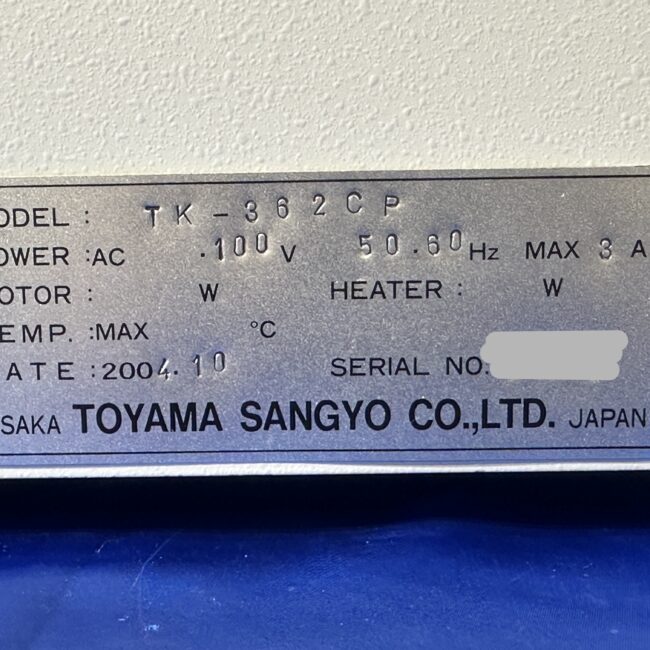 ODEL : TK-362CP
OWER :AC .100 V 50.60 Hz MAX 3 A
OTOR : W HEATER : W
EMP. :MAX °C
ATE :2004.10 SERIAL NO.
SAKA TOYAMA SANGYO CO.,LTD. JAPAN